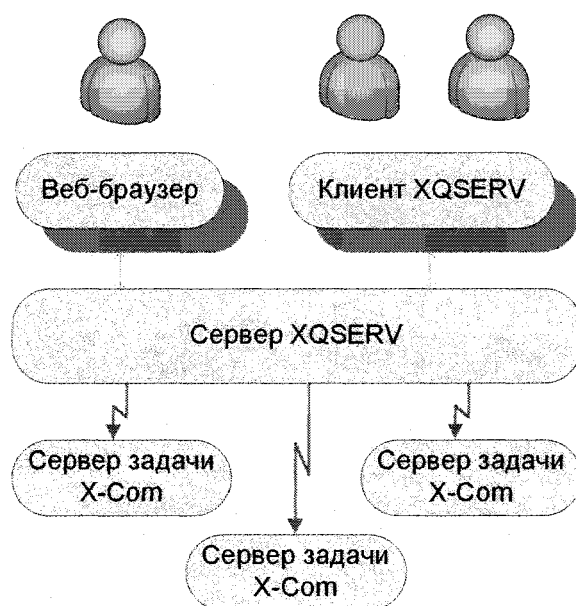 Веб-браузер
Клиент XQSERV
Сервер XQSERV
Сервер задачи
X-Com
Сервер задачи
X-Com
Сервер задачи
X-Com